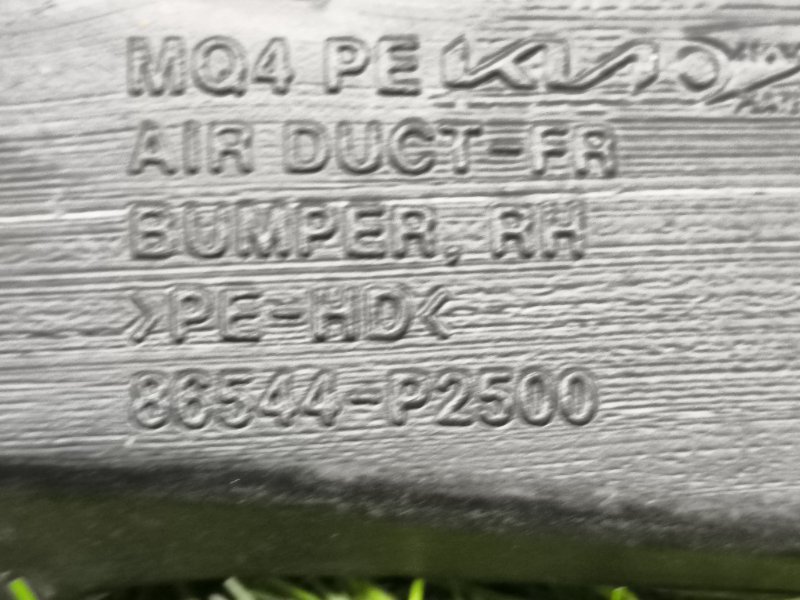 MQ4 PE KIA
AIR DUCT-FR
BUMPER, RH
>PE-HD<
86544-P2500